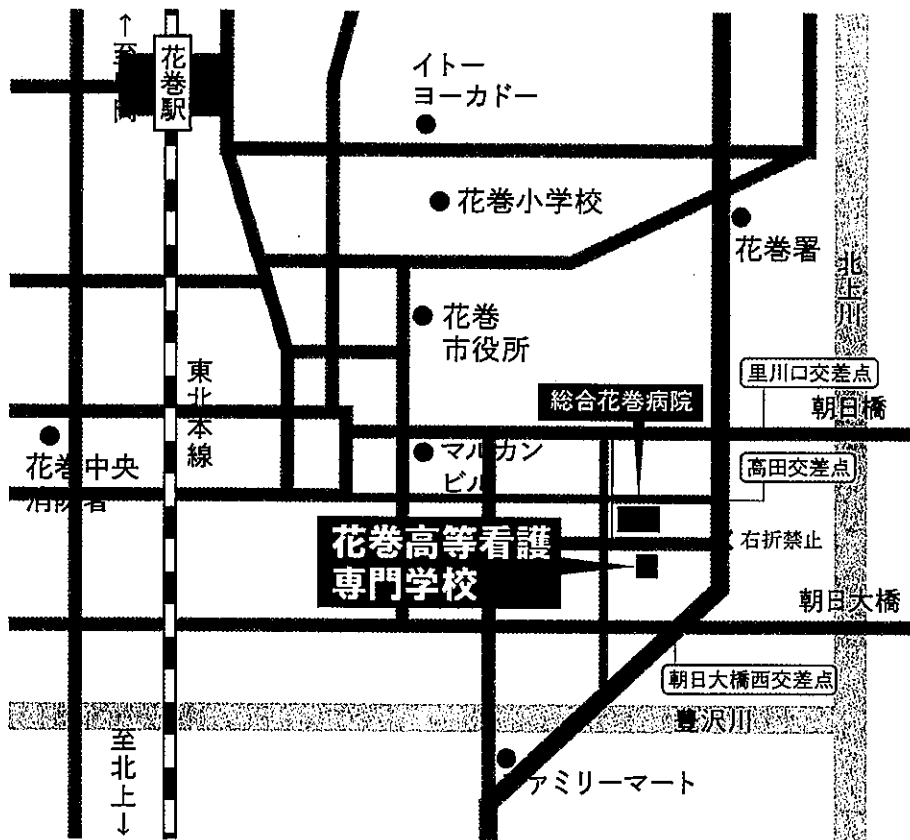 ↑至
花巻駅
イトー
ヨーカドー
花巻小学校
花巻署
北上川
花巻
市役所
東北本線
里川口交差点
総合花巻病院
朝日橋
花巻中央
消防署
マルカン
ビル
高田交差点
花巻高等看護
専門学校
右折禁止
朝日大橋
朝日大橋西交差点
豊沢川
至北上↓
ァミリーマート